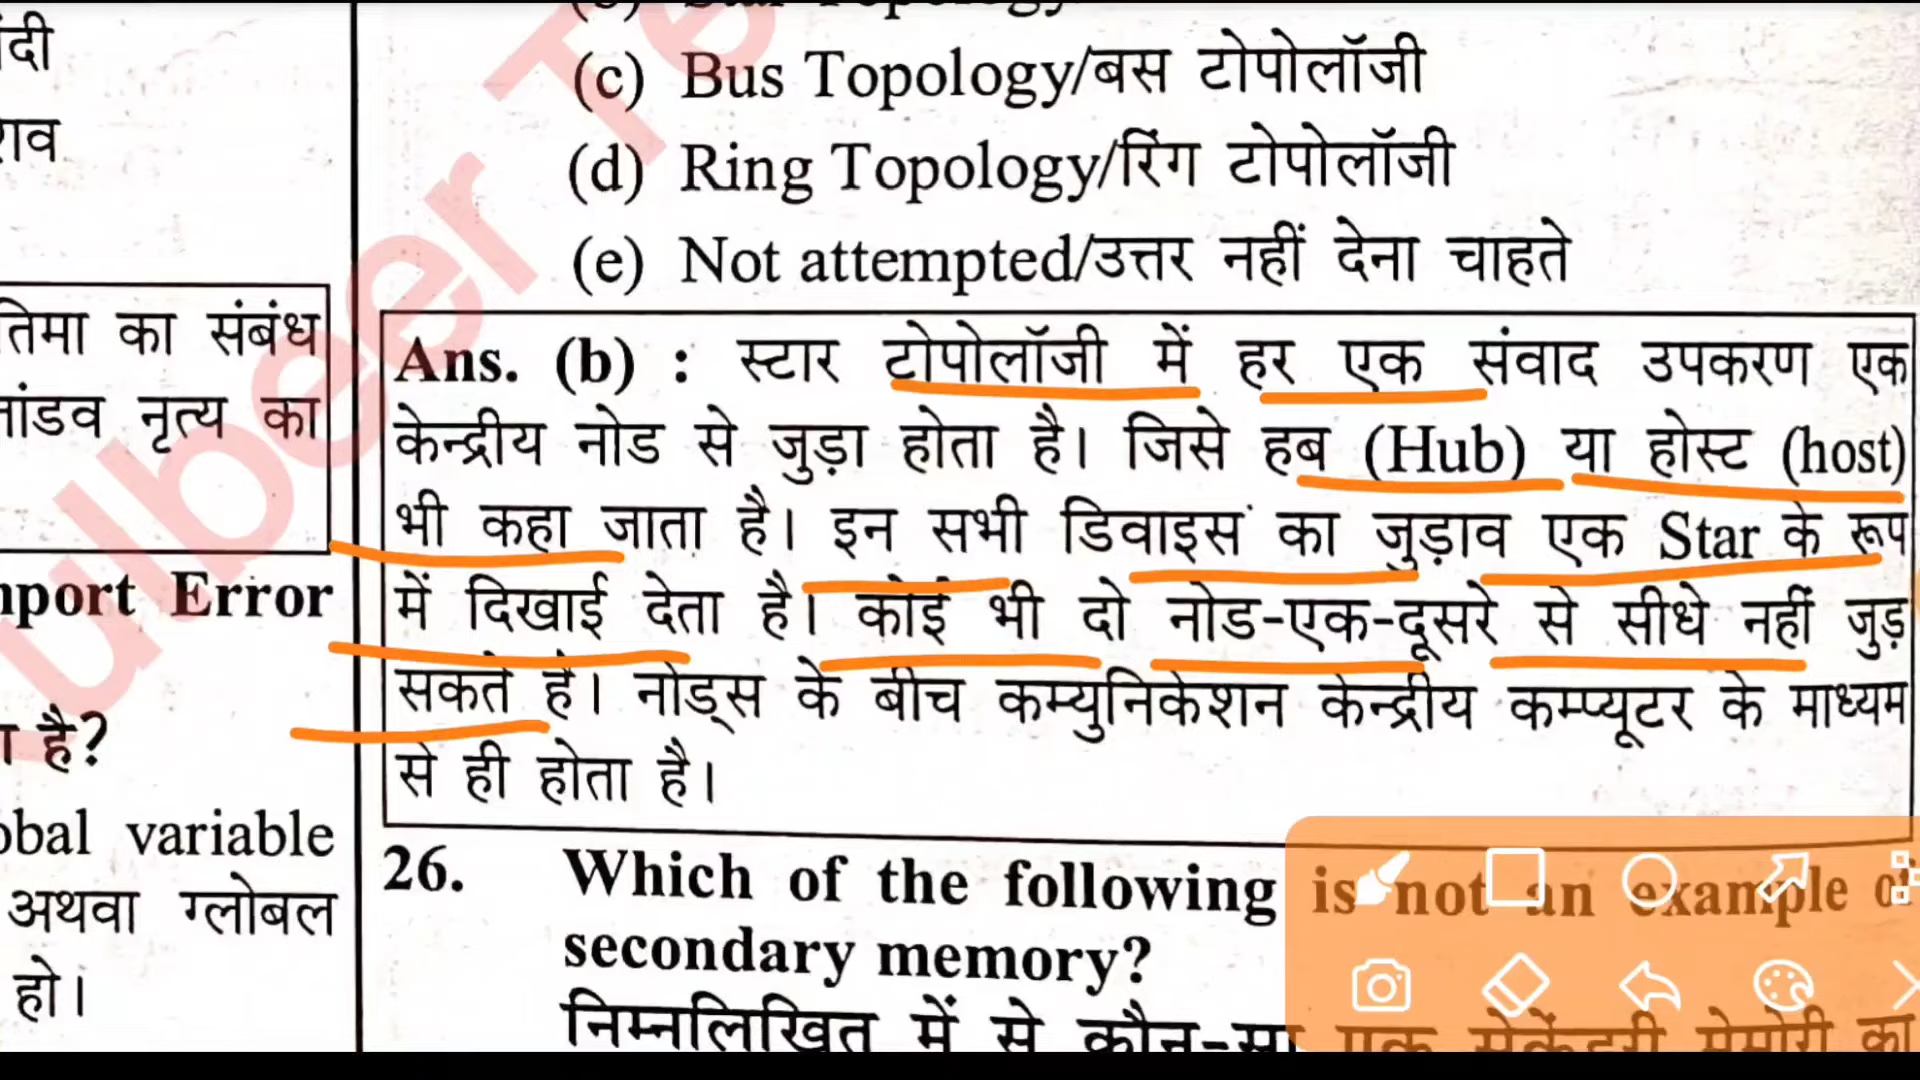 (c) Bus Topology/बस टोपोलॉजी
(d) Ring Topology/रिंग टोपोलॉजी
(e) Not attempted/उत्तर नहीं देना चाहते
तिमा का संबंध
तांडव नृत्य का
Error
है?
variable
अथवा ग्लोबल
हो।
Ans. (b) : स्टार टोपोलॉजी में हर एक संवाद उपकरण एक
केन्द्रीय नोड से जुड़ा होता है। जिसे हब (Hub) या होस्ट (host)
भी कहा जाता है। इन सभी डिवाइस का जुड़ाव एक Star के रूप
में दिखाई देता है। कोई भी दो नोड-एक-दूसरे से सीधे नहीं जुड़
सकते है। नोड्स के बीच कम्युनिकेशन केन्द्रीय कम्प्यूटर के माध्यम
से ही होता है।
26. Which of the following is not an example of
secondary memory?
निम्नलिखित में से कौन-सा एक सेकेंडरी मेमोरी का